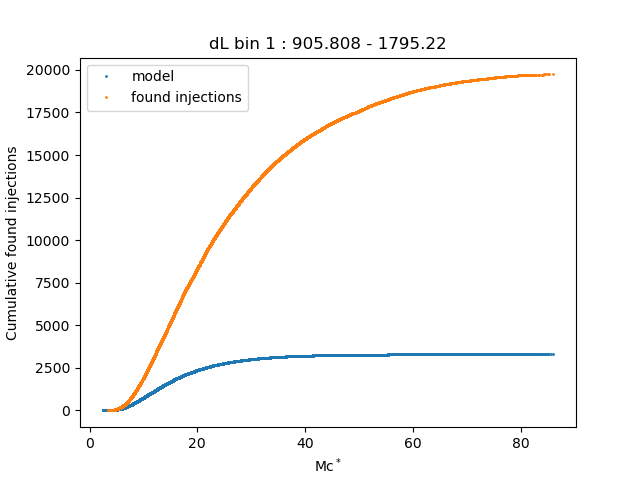 dL bin 1 : 905.808 - 1795.22
model
found injections
Cumulative found injections
20000
17500
15000
12500
10000
7500
5000
2500
0
0 20 40 60 80
Mc*